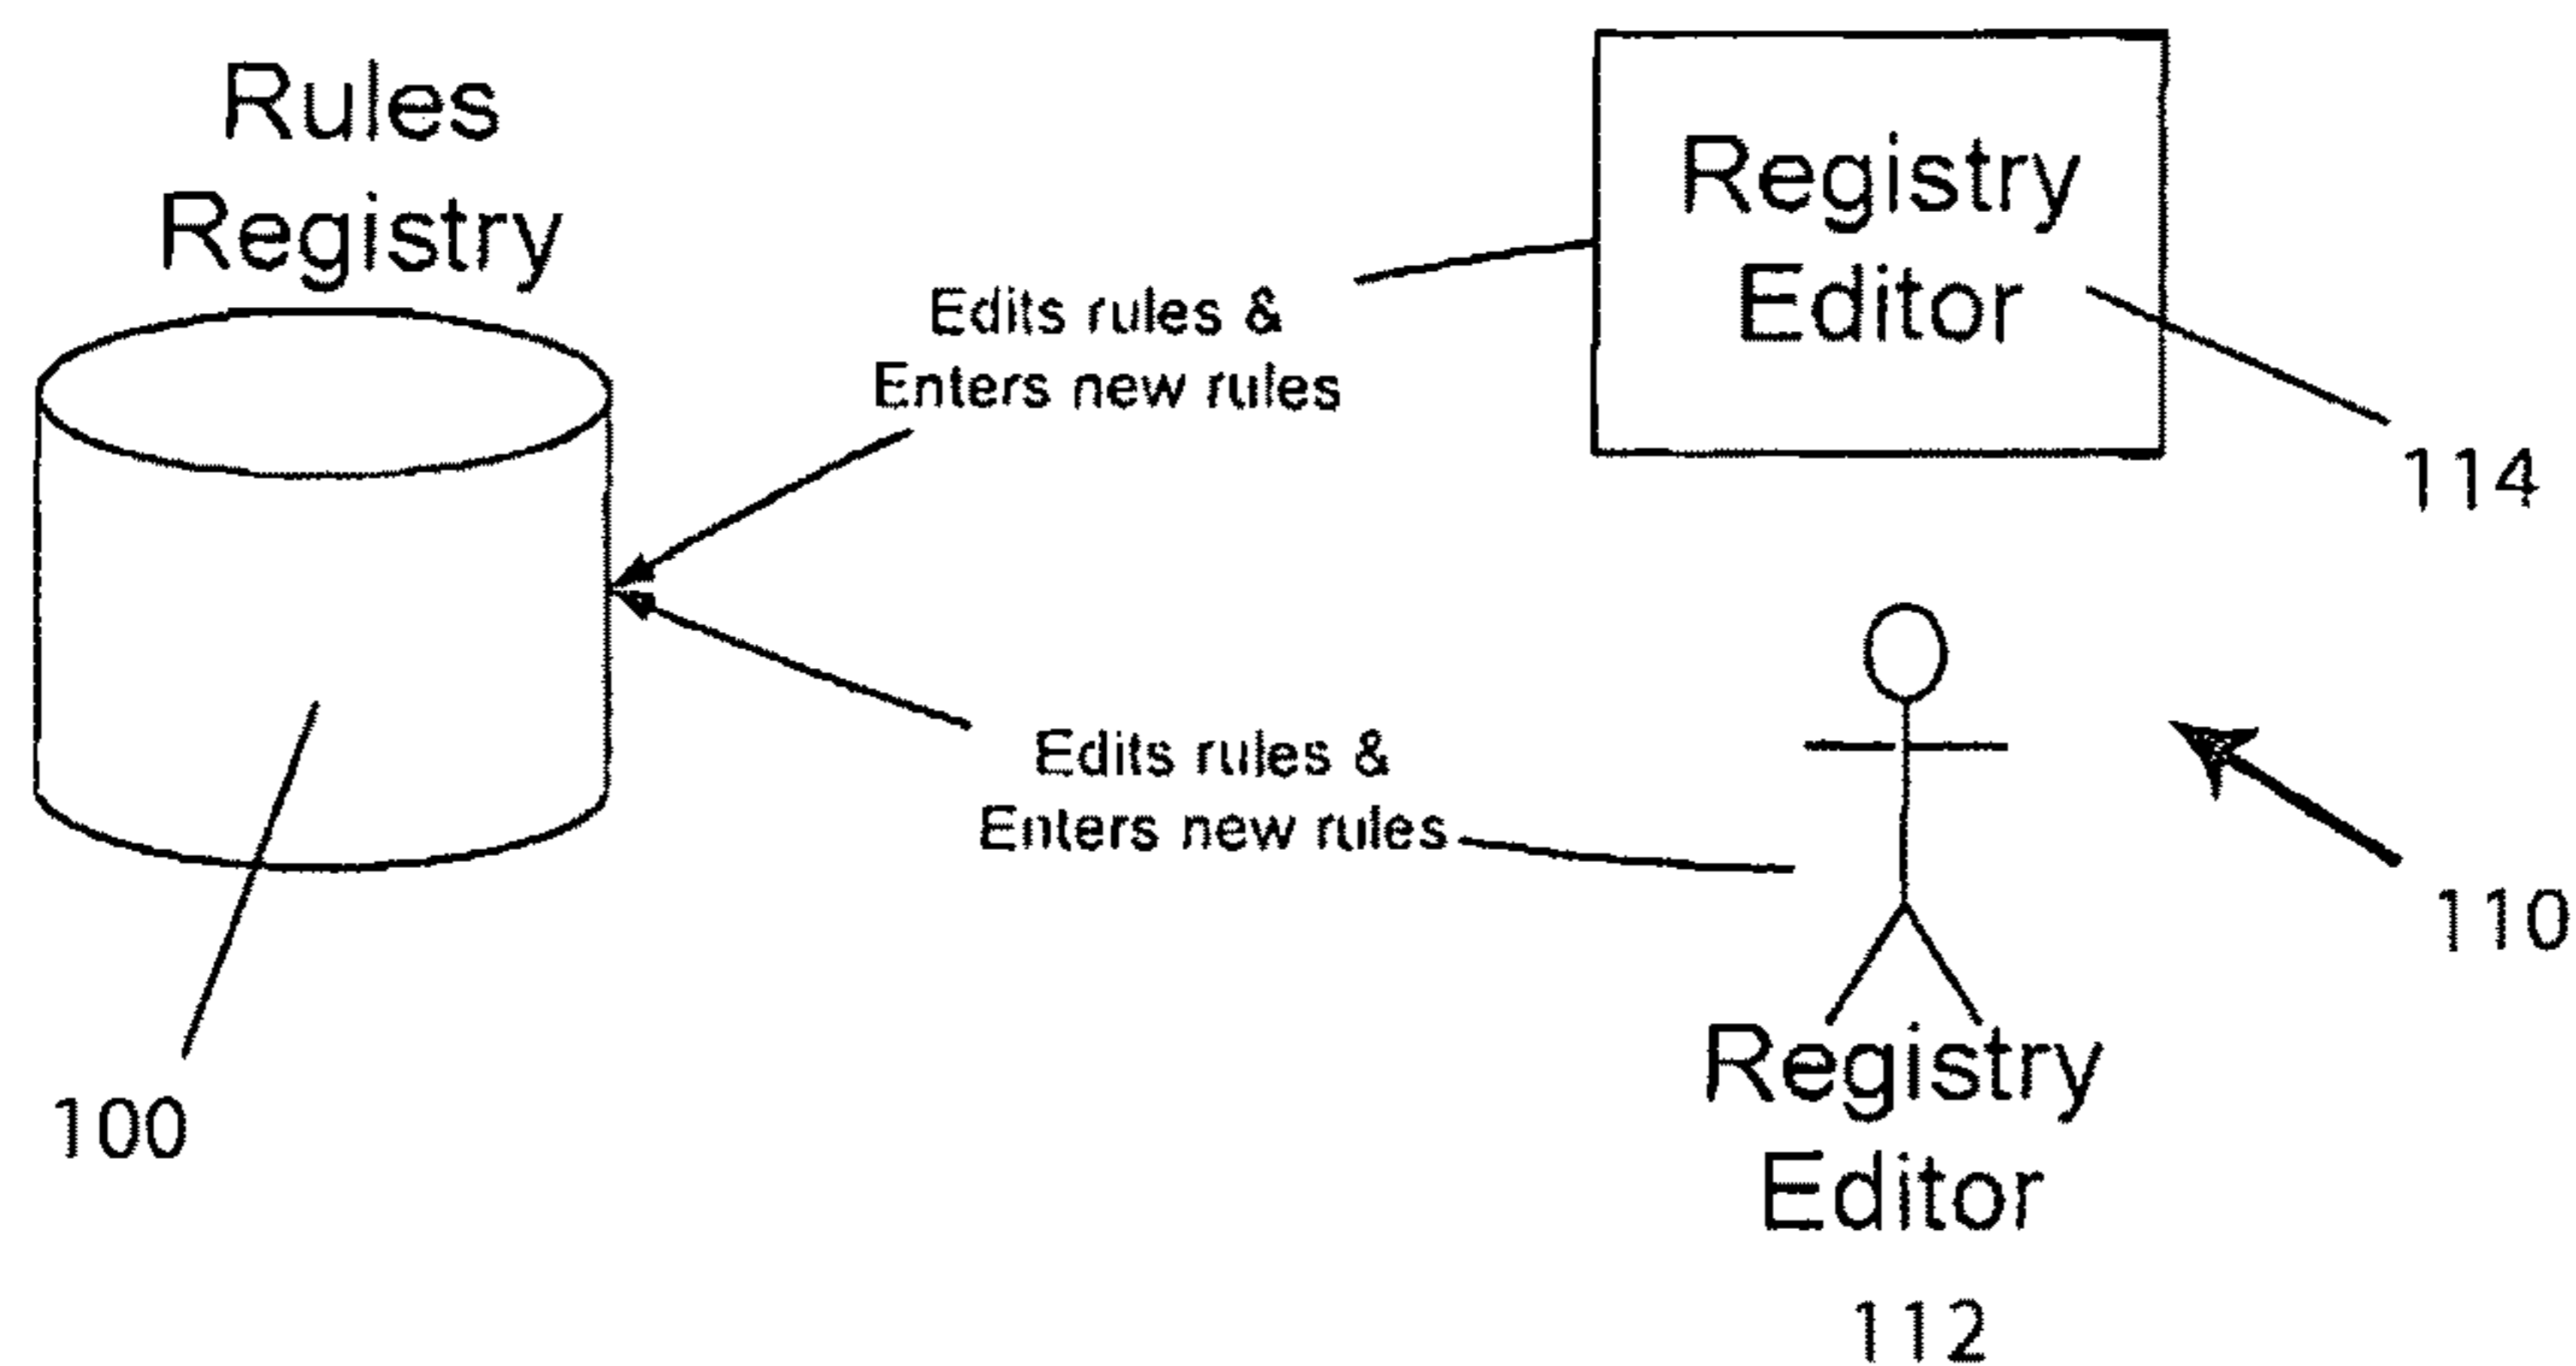 Rules
Registry
Registry
Editor
Edits rules &
Enters new rules
114
Edits rules &
Enters new rules
110
100
Registry
Editor
112